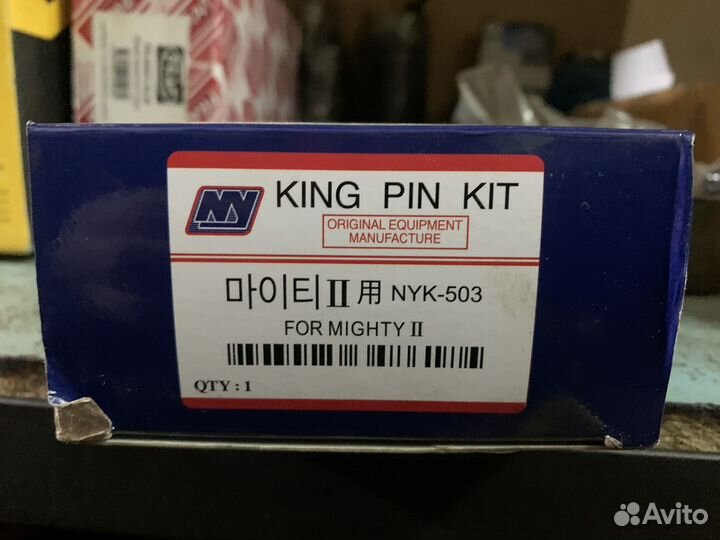 NY KING PIN KIT
ORIGINAL EQUIPMENT
MANUFACTURE
마이티II用 NYK-503
FOR MIGHTY II
QTY : 1
Avito